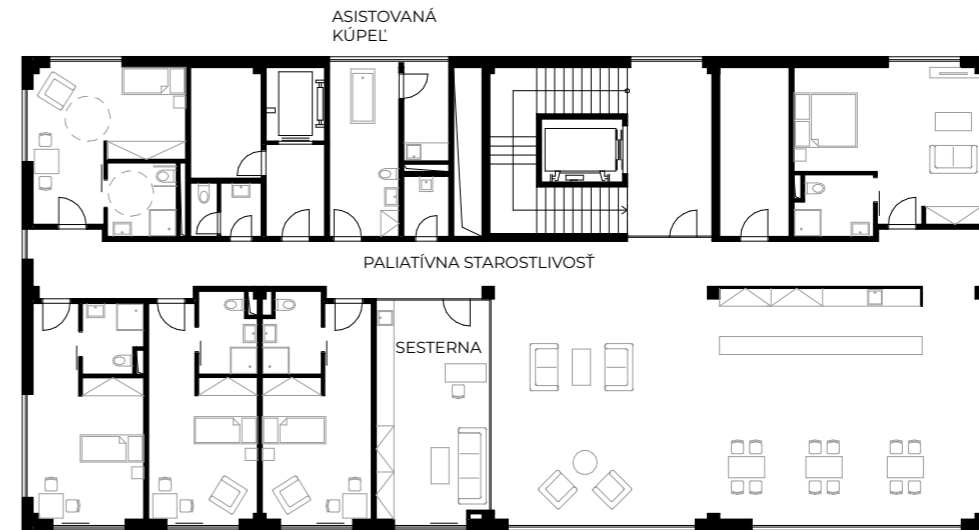 ASISTOVANÁ
KÚPEĽ
PALIATÍVNA STAROSTLIVOSŤ
SESTERNA